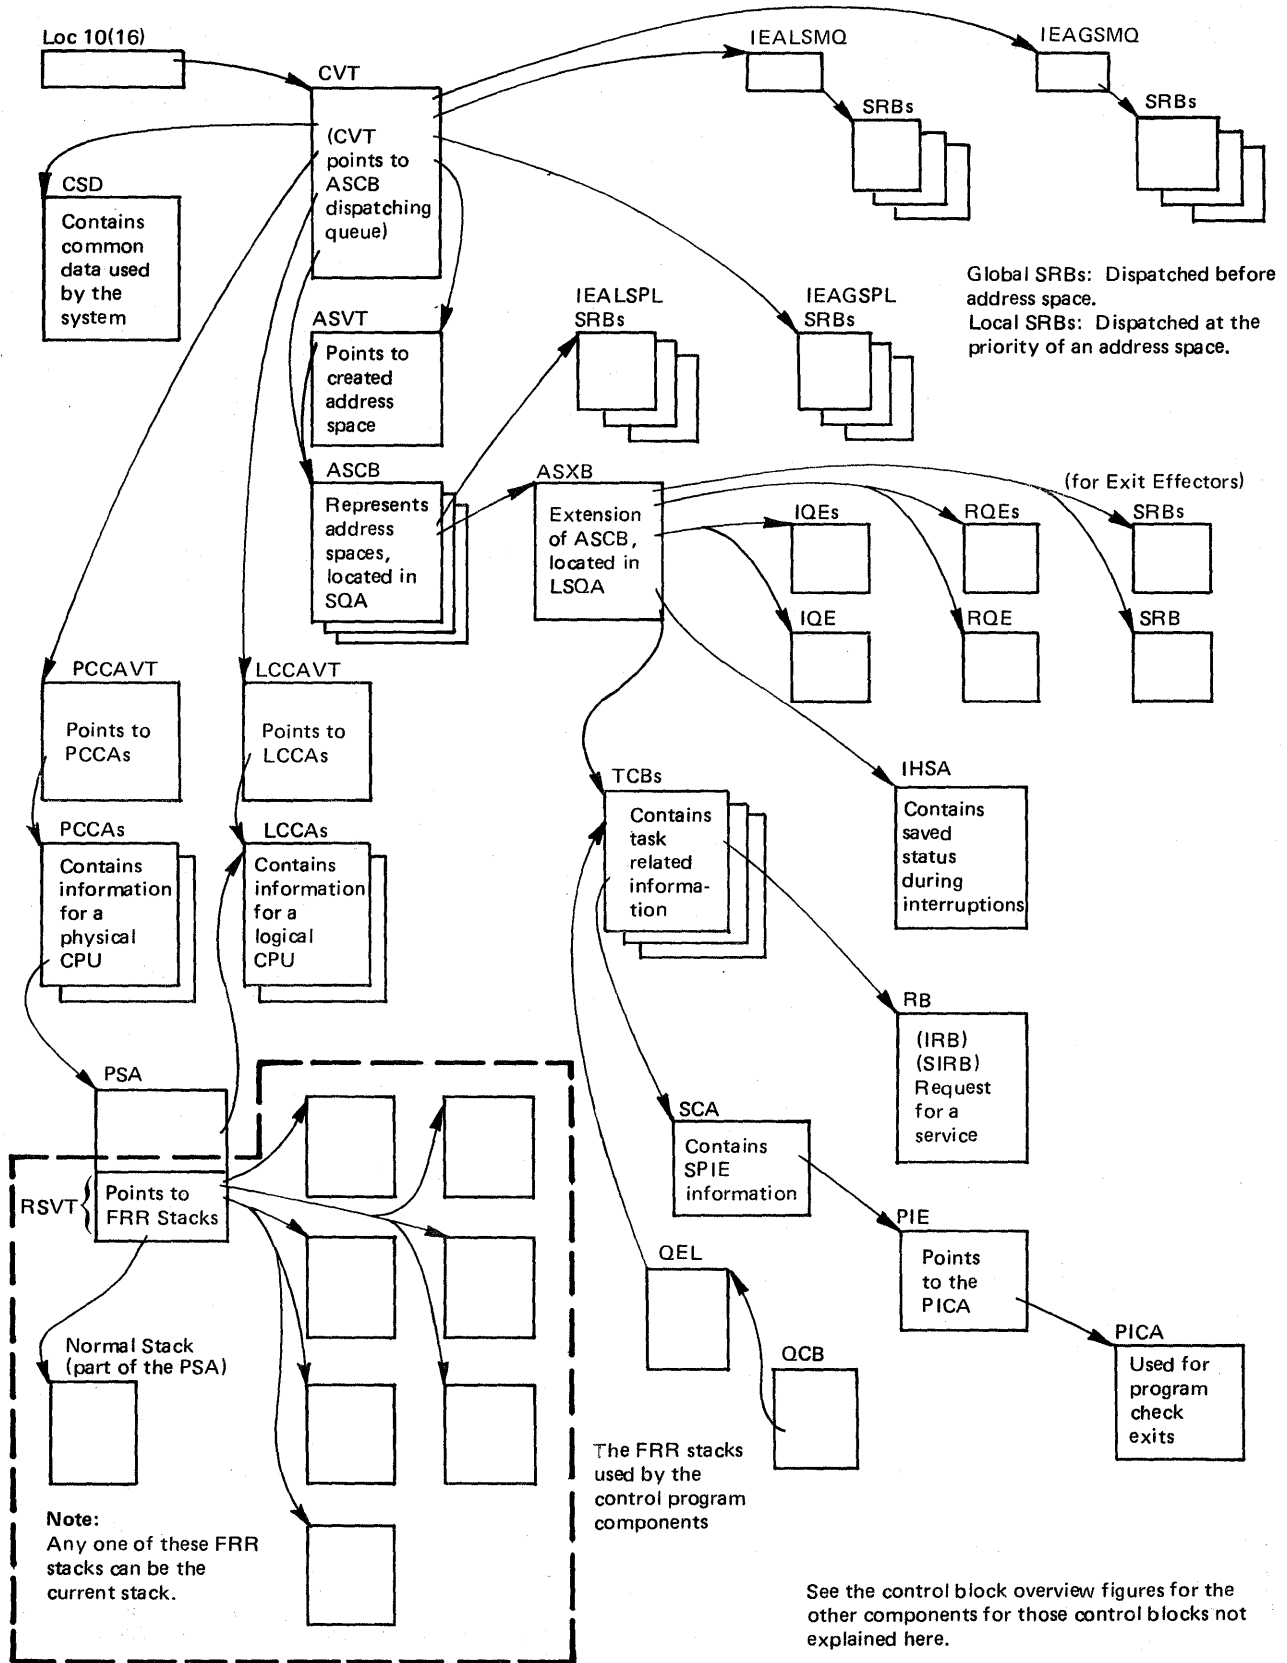 Loc 10(16)
CVT
(CVT
points to
ASCB
dispatching
queue)
IEALSMQ
SRBs
IEAGSMQ
SRBs
CSD
Contains
common
data used
by the
system
Global SRBs: Dispatched before
address space.
Local SRBs: Dispatched at the
priority of an address space.
ASVT
Points to
created
address
space
IEALSPL
SRBs
IEAGSPL
SRBs
ASCB
Represents
address
spaces,
located in
SQA
ASXB
Extension
of ASCB,
located in
LSQA
(for Exit Effectors)
IQEs
RQEs
SRBs
IQE
RQE
SRB
PCCAVT
Points to
PCCAs
LCCAVT
Points to
LCCAs
TCBs
Contains
task
related
informa-
tion
IHSA
Contains
saved
status
during
interruptions
PCCAs
Contains
information
for a
physical
CPU
LCCAs
Contains
information
for a
logical
CPU
RB
(IRB)
(SIRB)
Request
for a
service
PSA
RSVT
Points to
FRR Stacks
SCA
Contains
SPIE
information
PIE
Points
to the
PICA
QEL
QCB
PICA
Used for
program
check
exits
Normal Stack
(part of the PSA)
The FRR stacks
used by the
control program
components
Note:
Any one of these FRR
stacks can be the
current stack.
See the control block overview figures for the
other components for those control blocks not
explained here.